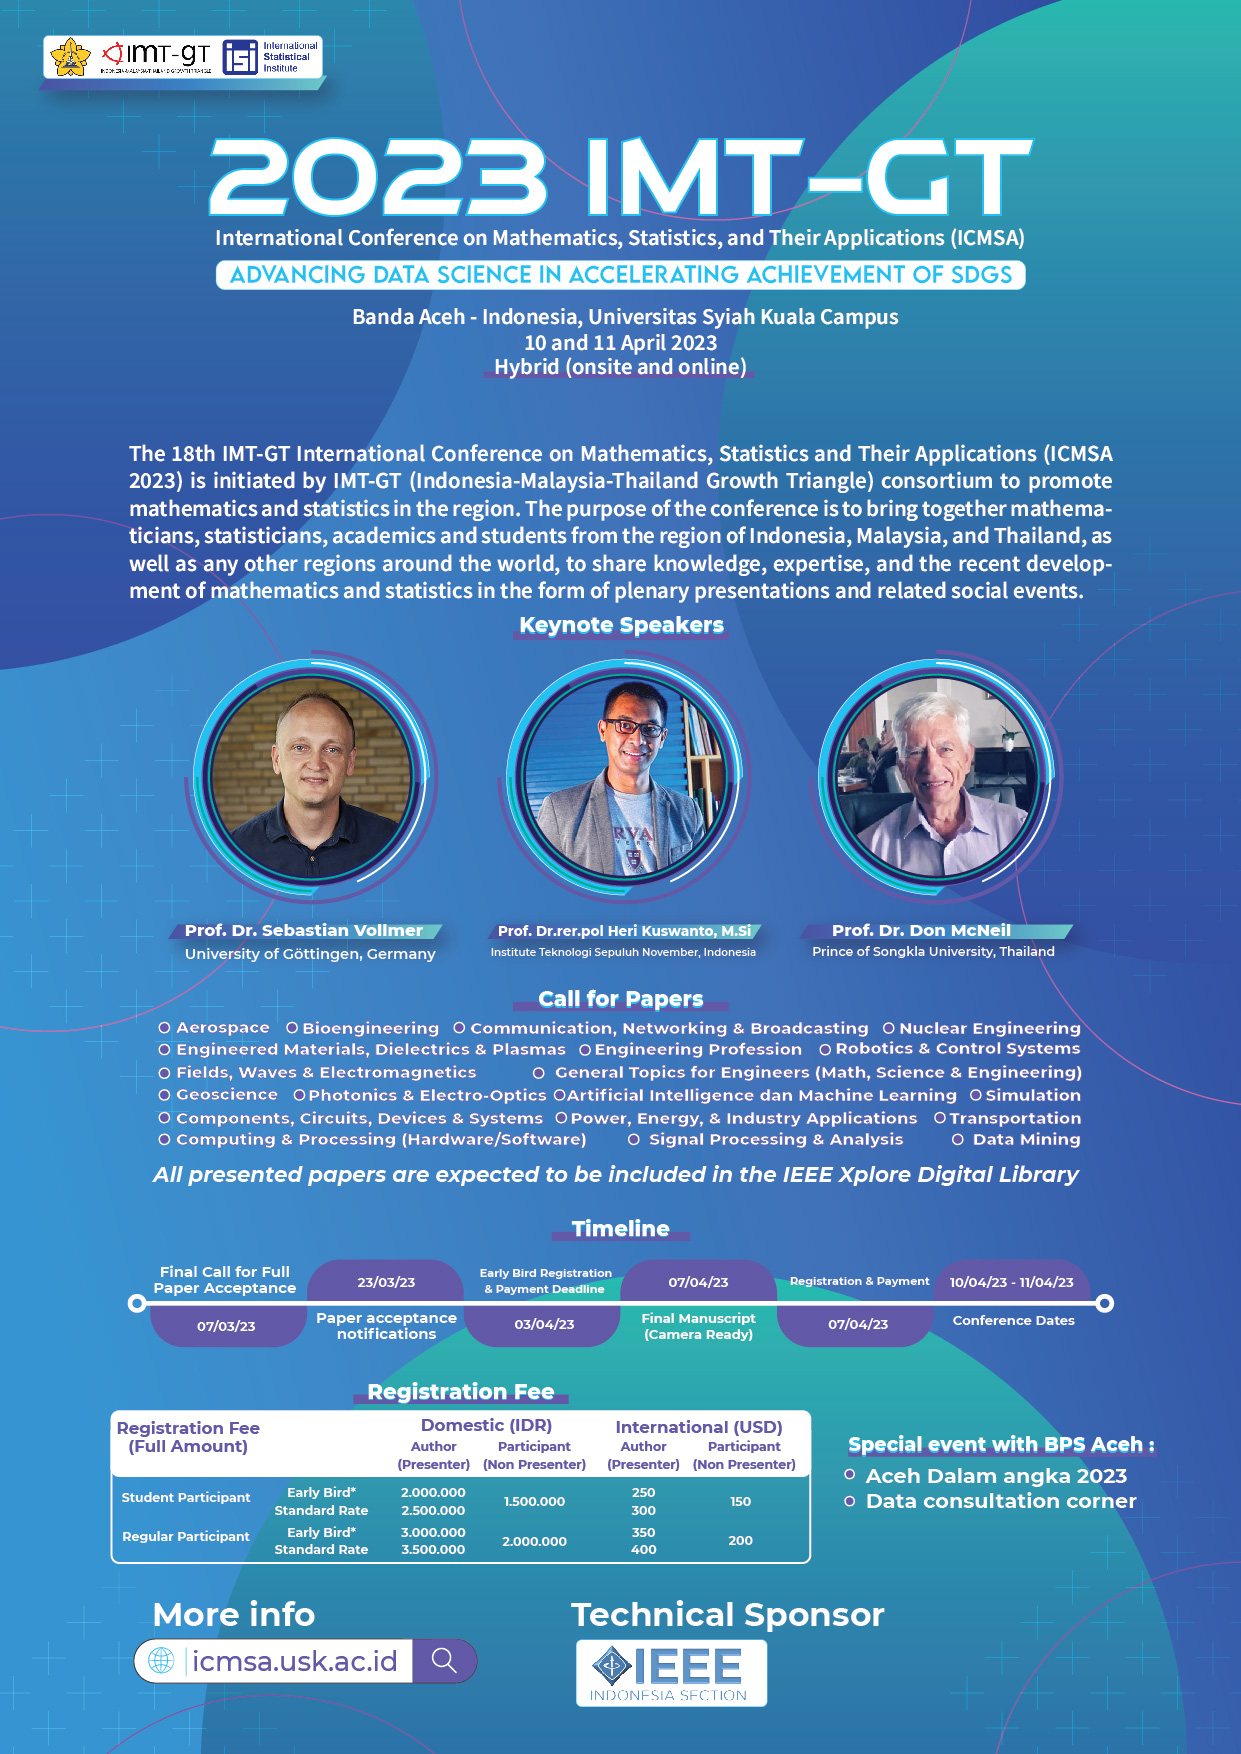 imt-gt
INDONESIA-MALAYSIA-THAILAND GROWTH TRIANGLE
isi
International
Statistical
Institute
2023 IMT-GT
International Conference on Mathematics, Statistics, and Their Applications (ICMSA)
ADVANCING DATA SCIENCE IN ACCELERATING ACHIEVEMENT OF SDGS
Banda Aceh - Indonesia, Universitas Syiah Kuala Campus
10 and 11 April 2023
Hybrid (onsite and online)
The 18th IMT-GT International Conference on Mathematics, Statistics and Their Applications (ICMSA
2023) is initiated by IMT-GT (Indonesia-Malaysia-Thailand Growth Triangle) consortium to promote
mathematics and statistics in the region. The purpose of the conference is to bring together mathema-
ticians, statisticians, academics and students from the region of Indonesia, Malaysia, and Thailand, as
well as any other regions around the world, to share knowledge, expertise, and the recent develop-
ment of mathematics and statistics in the form of plenary presentations and related social events.
Keynote Speakers
RVA
Prof. Dr. Sebastian Vollmer
University of Göttingen, Germany
Prof. Dr.rer.pol Heri Kuswanto, M.Si
Institute Teknologi Sepuluh November, Indonesia
Prof. Dr. Don McNeil
Prince of Songkla University, Thailand
Call for Papers
Aerospace Bioengineering Communication, Networking & Broadcasting Nuclear Engineering
Engineered Materials, Dielectrics & Plasmas Engineering Profession Robotics & Control Systems
Fields, Waves & Electromagnetics General Topics for Engineers (Math, Science & Engineering)
Geoscience Photonics & Electro-Optics Artificial Intelligence dan Machine Learning Simulation
Components, Circuits, Devices & Systems Power, Energy, & Industry Applications Transportation
Computing & Processing (Hardware/Software) Signal Processing & Analysis Data Mining
All presented papers are expected to be included in the IEEE Xplore Digital Library
Timeline
Final Call for Full
Paper Acceptance
07/03/23
23/03/23
Paper acceptance
notifications
Early Bird Registration
& Payment Deadline
03/04/23
07/04/23
Final Manuscript
(Camera Ready)
Registration & Payment
07/04/23
10/04/23 - 11/04/23
Conference Dates
Registration Fee
Registration Fee
(Full Amount)
Domestic (IDR) International (USD)
Author Participant Author Participant
(Presenter) (Non Presenter) (Presenter) (Non Presenter)
Student Participant
Early Bird* 2.000.000 250
1.500.000 150
Standard Rate 2.500.000 300
Regular Participant
Early Bird* 3.000.000 350
2.000.000 200
Standard Rate 3.500.000 400
Special event with BPS Aceh :
Aceh Dalam angka 2023
Data consultation corner
More info
icmsa.usk.ac.id
Technical Sponsor
IEEE
INDONESIA SECTION